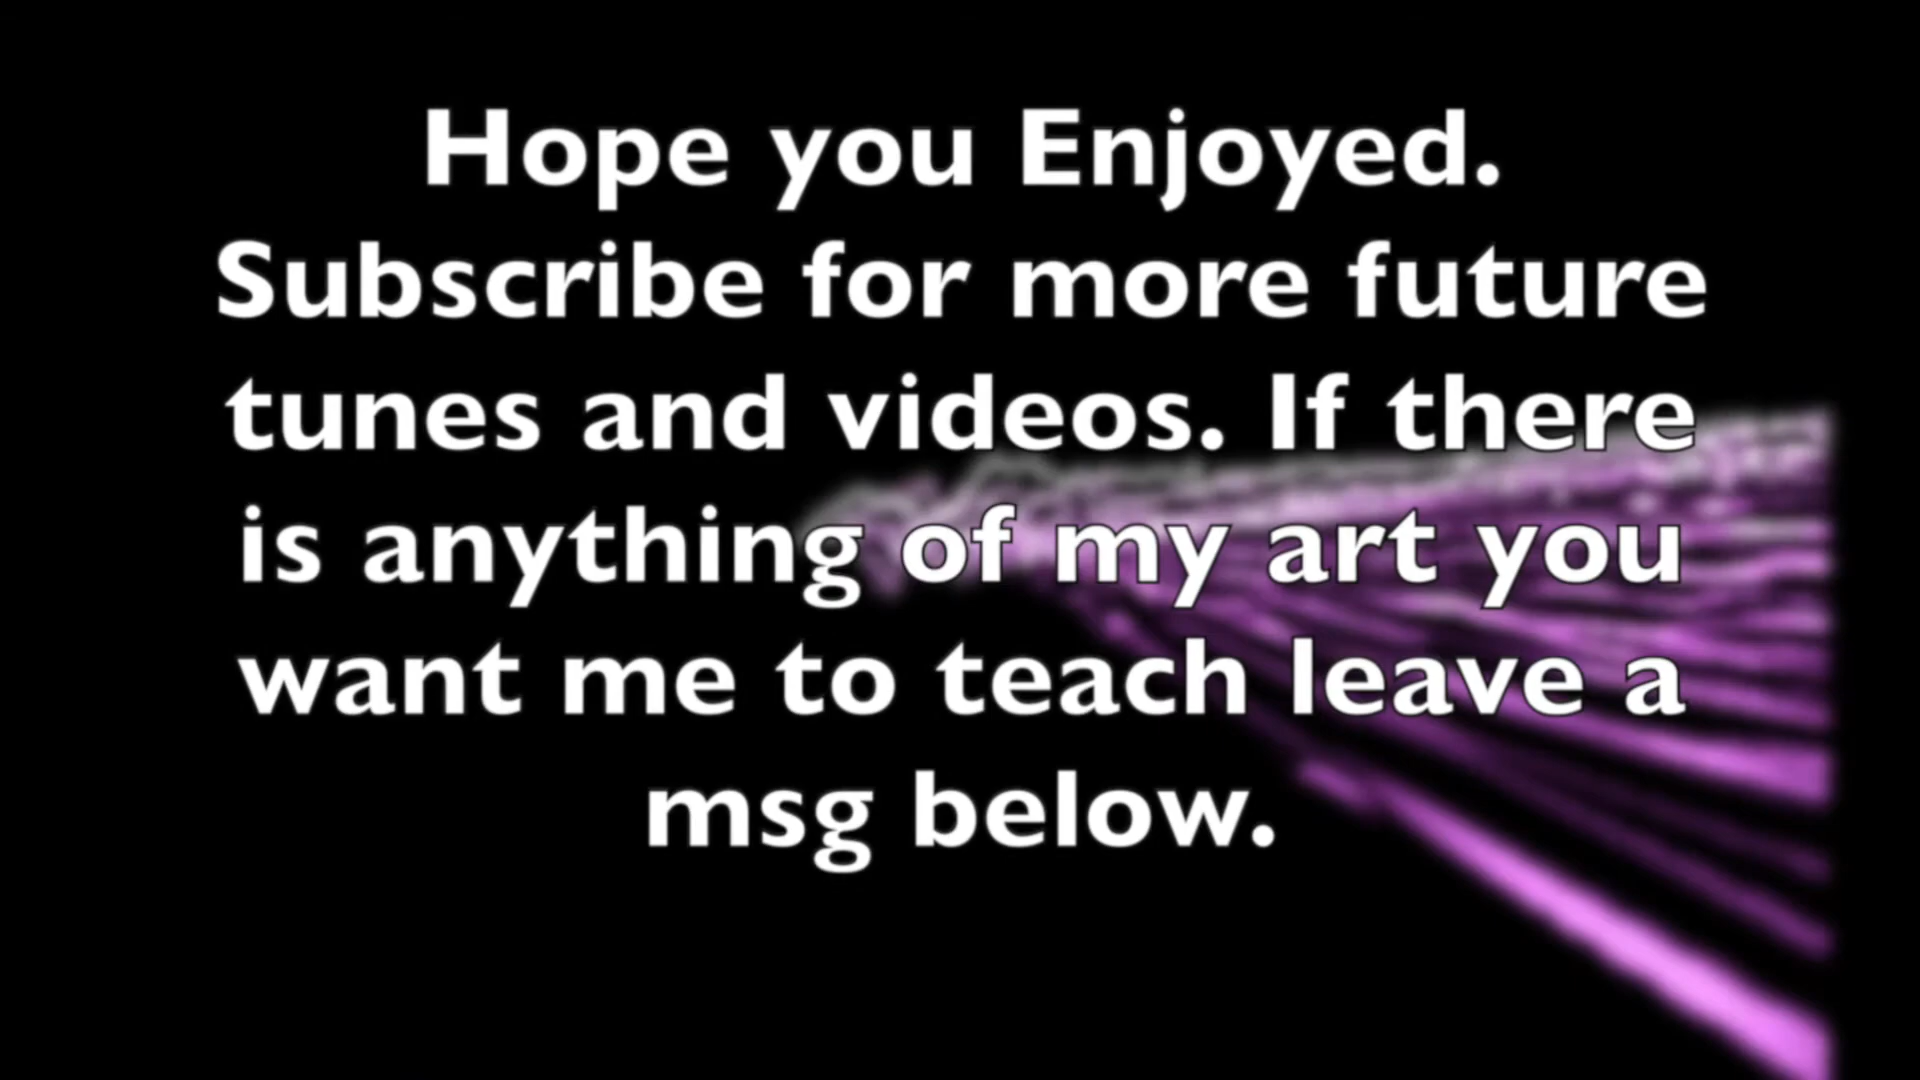 Hope you Enjoyed.
Subscribe for more future
tunes and videos. If there
is anything of my art you
want me to teach leave a
msg below.